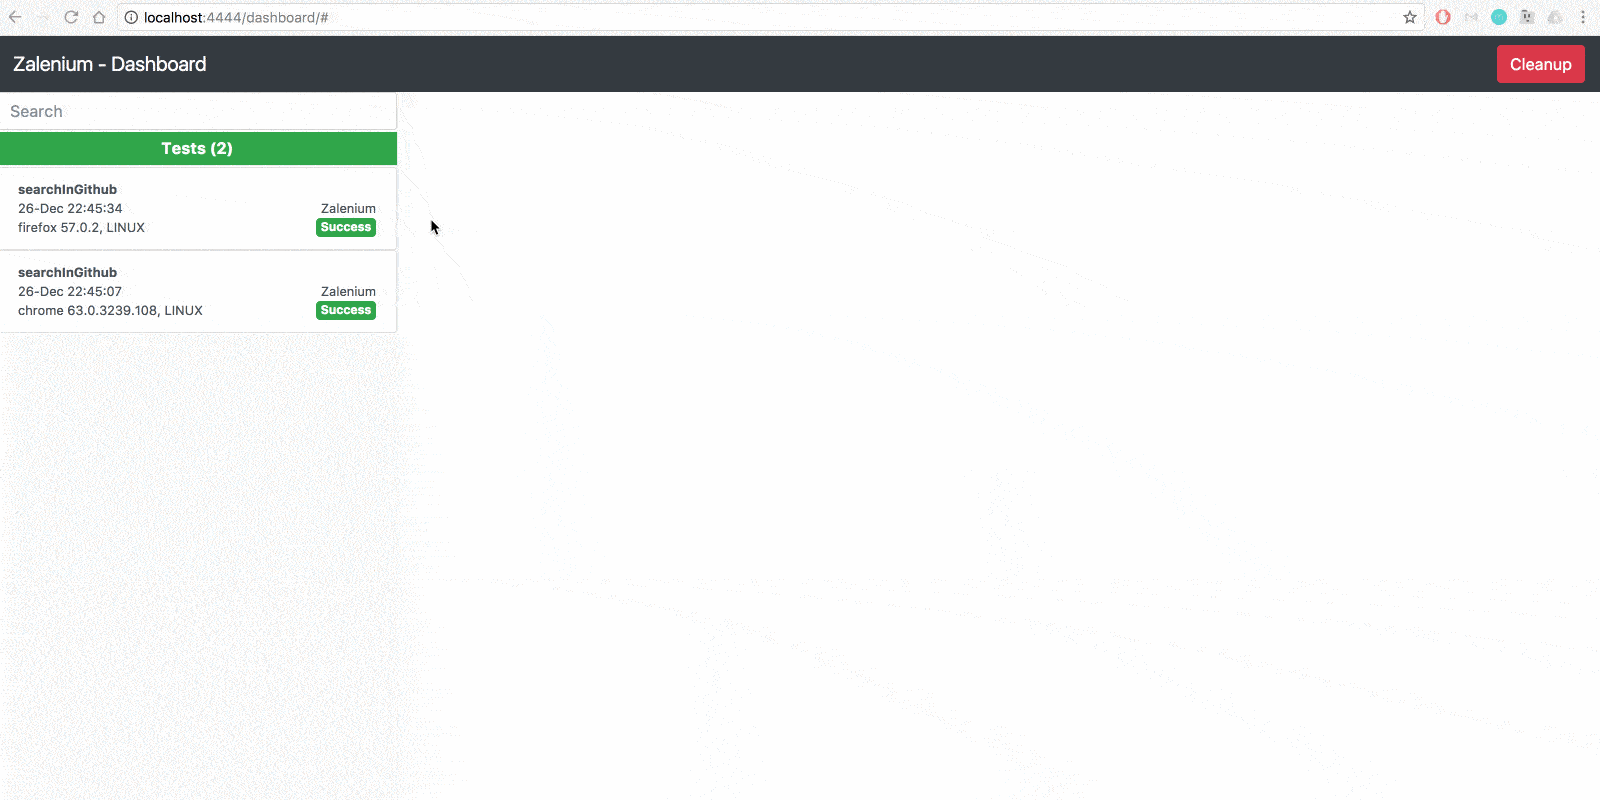 localhost:4444/dashboard/#
Zalenium - Dashboard
Cleanup
Search
Tests (2)
searchInGithub
26-Dec 22:45:34
Zalenium
firefox 57.0.2, LINUX
Success
searchInGithub
26-Dec 22:45:07
Zalenium
chrome 63.0.3239.108, LINUX
Success